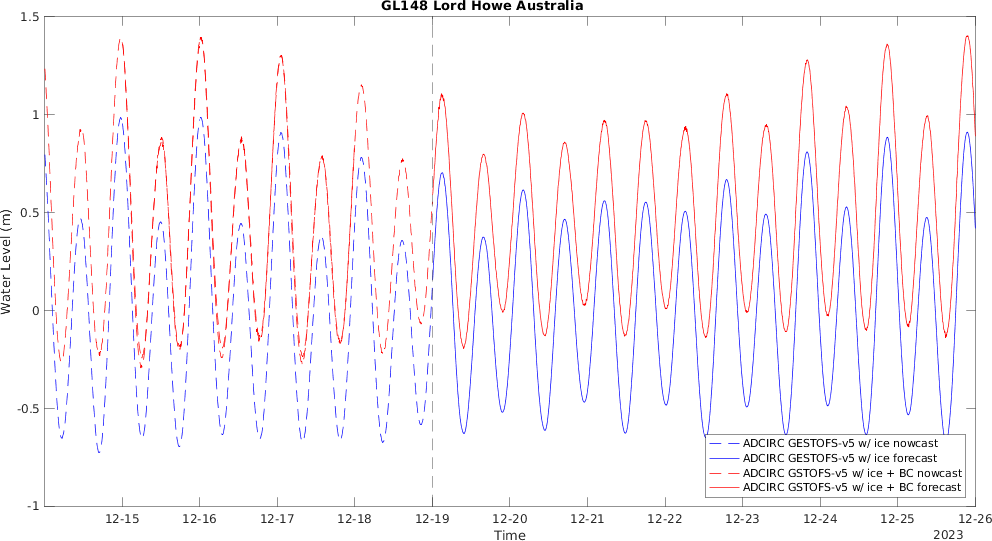 GL148 Lord Howe Australia
1.5
1
0.5
0
-0.5
-1
Water Level (m)
12-15 12-16 12-17 12-18 12-19 12-20 12-21 12-22 12-23 12-24 12-25 12-26
Time
2023
ADCIRC GESTOFS-v5 w/ ice nowcast
ADCIRC GESTOFS-v5 w/ ice forecast
ADCIRC GSTOFS-v5 w/ ice + BC nowcast
ADCIRC GSTOFS-v5 w/ ice + BC forecast